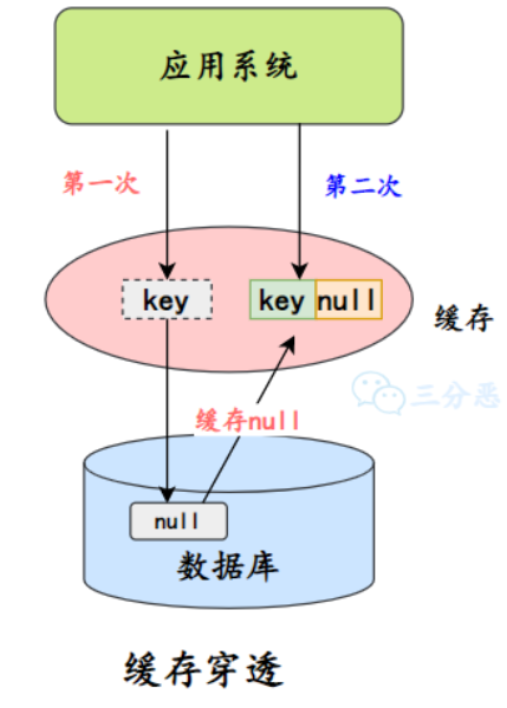 应用系统
第一次
第二次
key
key null
缓存
三分恶
缓存null
null
数据库
缓存穿透